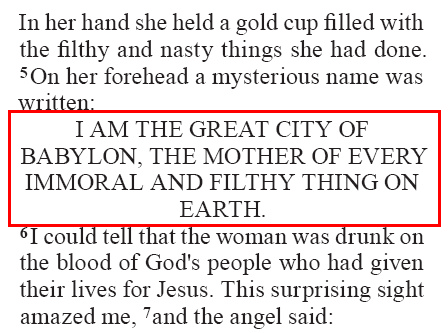 In her hand she held a gold cup filled with
the filthy and nasty things she had done.
⁵On her forehead a mysterious name was
written:
I AM THE GREAT CITY OF
BABYLON, THE MOTHER OF EVERY
IMMORAL AND FILTHY THING ON
EARTH.
⁶I could tell that the woman was drunk on
the blood of God's people who had given
their lives for Jesus. This surprising sight
amazed me, ⁷and the angel said: